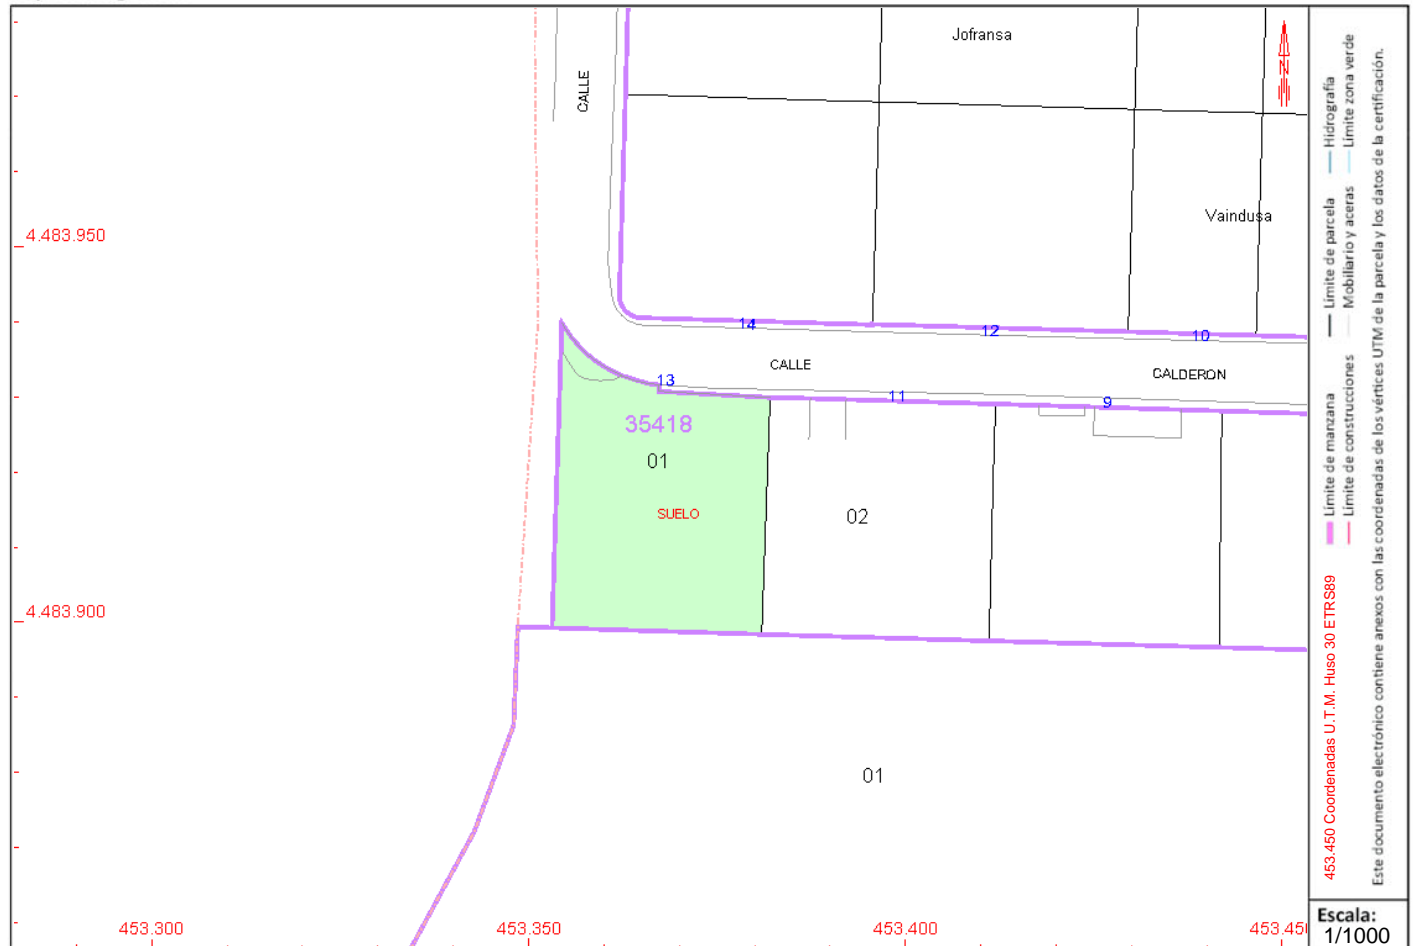 Jofransa
CALLE
Vaindusa
4.483.950
14
12
10
CALLE
CALDERON
13
11
9
35418
01
SUELO
02
4.483.900
01
453.300
453.350
453.400
N
Hidrografía
Límite zona verde
Límite de parcela
Mobiliario y aceras
Límite de manzana
Límite de construcciones
453.450 Coordenadas U.T.M. Huso 30 ETRS89
Este documento electrónico contiene anexos con las coordenadas de los vértices UTM de la parcela y los datos de la certificación.
Escala:
1/1000